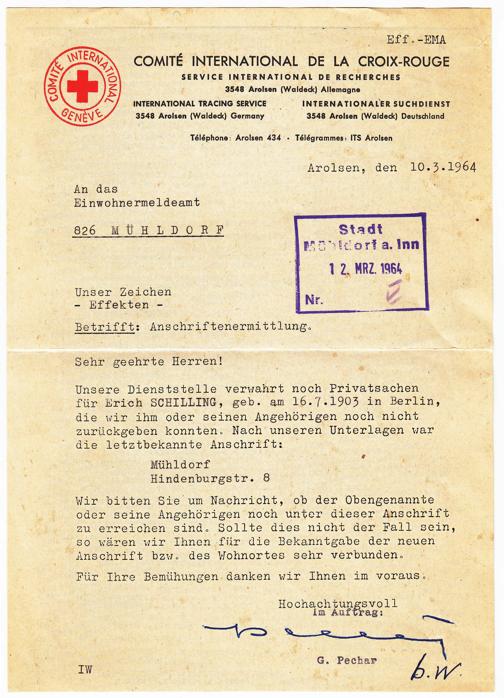 Eff.-EMA
COMITÉ INTERNATIONAL GENÈVE
COMITÉ INTERNATIONAL DE LA CROIX-ROUGE
SERVICE INTERNATIONAL DE RECHERCHES
3548 Arolsen (Waldeck) Allemagne
INTERNATIONAL TRACING SERVICE
3548 Arolsen (Waldeck) Germany
INTERNATIONALER SUCHDIENST
3548 Arolsen (Waldeck) Deutschland
Téléphone: Arolsen 434 · Télégrammes: ITS Arolsen
Arolsen, den 10.3.1964
An das
Einwohnermeldeamt
826 MÜHLDORF
Stadt
Mühldorf a. Inn
12. MRZ. 1964
Nr.
Unser Zeichen
- Effekten -
Betrifft: Anschriftenermittlung.
Sehr geehrte Herren!
Unsere Dienststelle verwahrt noch Privatsachen
für Erich SCHILLING, geb. am 16.7.1903 in Berlin,
die wir ihm oder seinen Angehörigen noch nicht
zurückgeben konnten. Nach unseren Unterlagen war
die letztbekannte Anschrift:
Mühldorf
Hindenburgstr. 8
Wir bitten Sie um Nachricht, ob der Obengenannte
oder seine Angehörigen noch unter dieser Anschrift
zu erreichen sind. Sollte dies nicht der Fall sein,
so wären wir Ihnen für die Bekanntgabe der neuen
Anschrift bzw. des Wohnortes sehr verbunden.
Für Ihre Bemühungen danken wir Ihnen im voraus.
Hochachtungsvoll
Im Auftrag:
G. Pechar
b.w.
IW